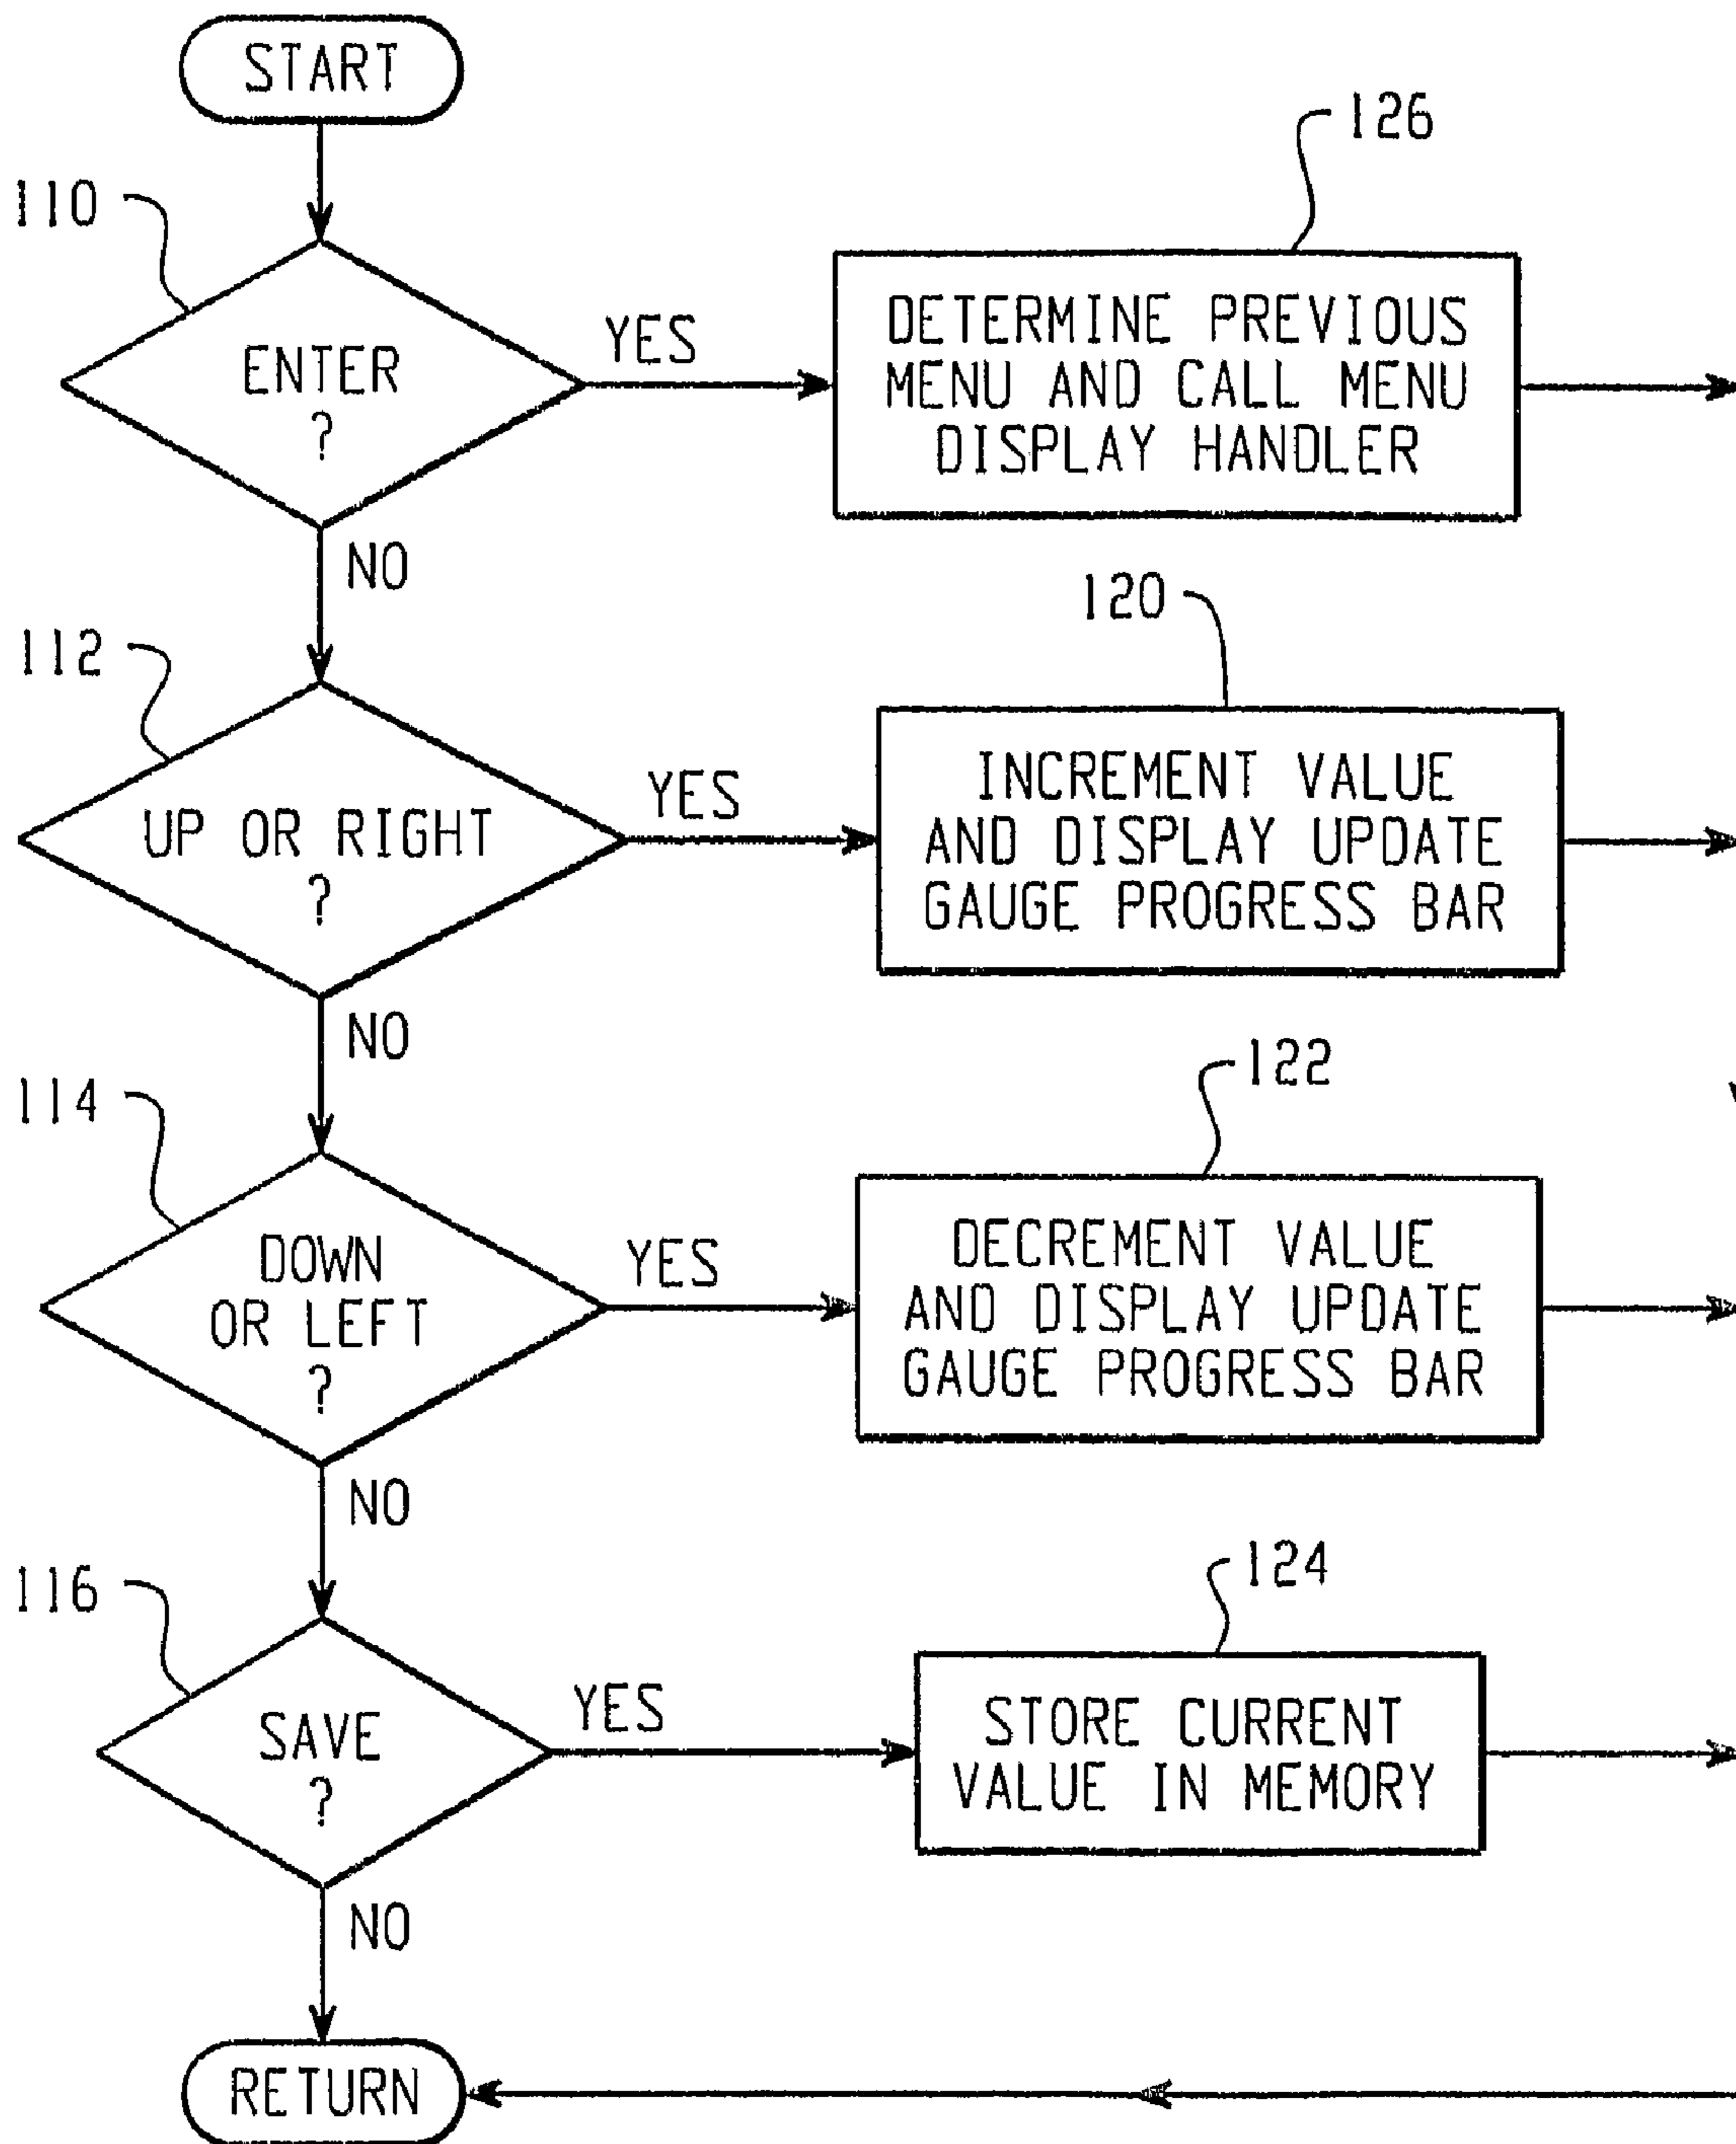 START
126
110
DETERMINE PREVIOUS
MENU AND CALL MENU
DISPLAY HANDLER
YES
ENTER
?
NO
120
112
INCREMENT VALUE
AND DISPLAY UPDATE
GAUGE PROGRESS BAR
YES
UP OR RIGHT
?
NO
122
114
DECREMENT VALUE
AND DISPLAY UPDATE
GAUGE PROGRESS BAR
YES
DOWN
OR LEFT
?
NO
124
116
STORE CURRENT
VALUE IN MEMORY
YES
SAVE
?
NO
RETURN